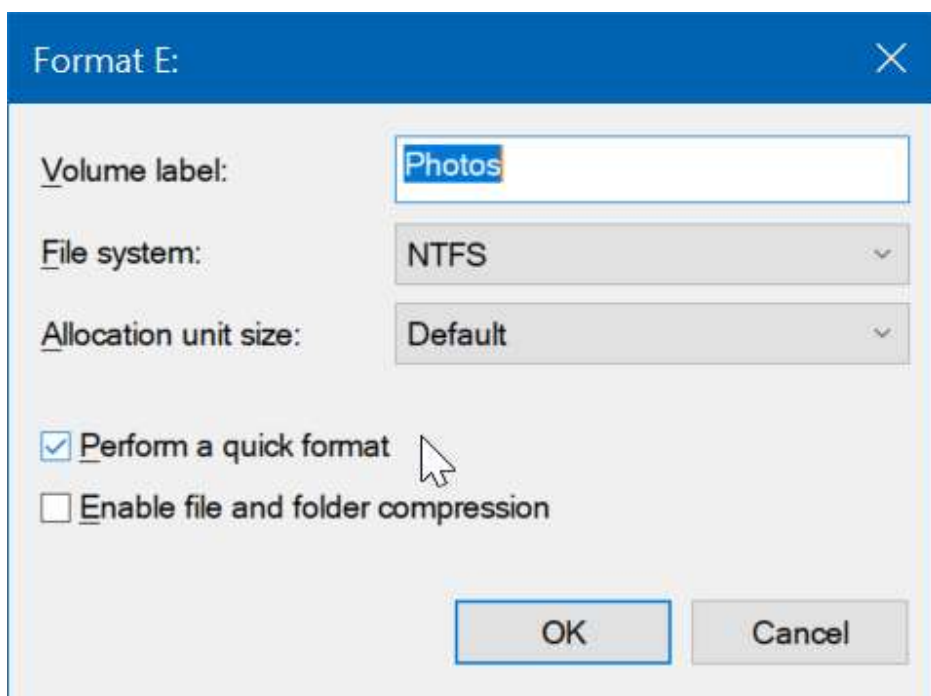 Format E:
Volume label: Photos
File system: NTFS
Allocation unit size: Default
Perform a quick format
Enable file and folder compression
OK Cancel